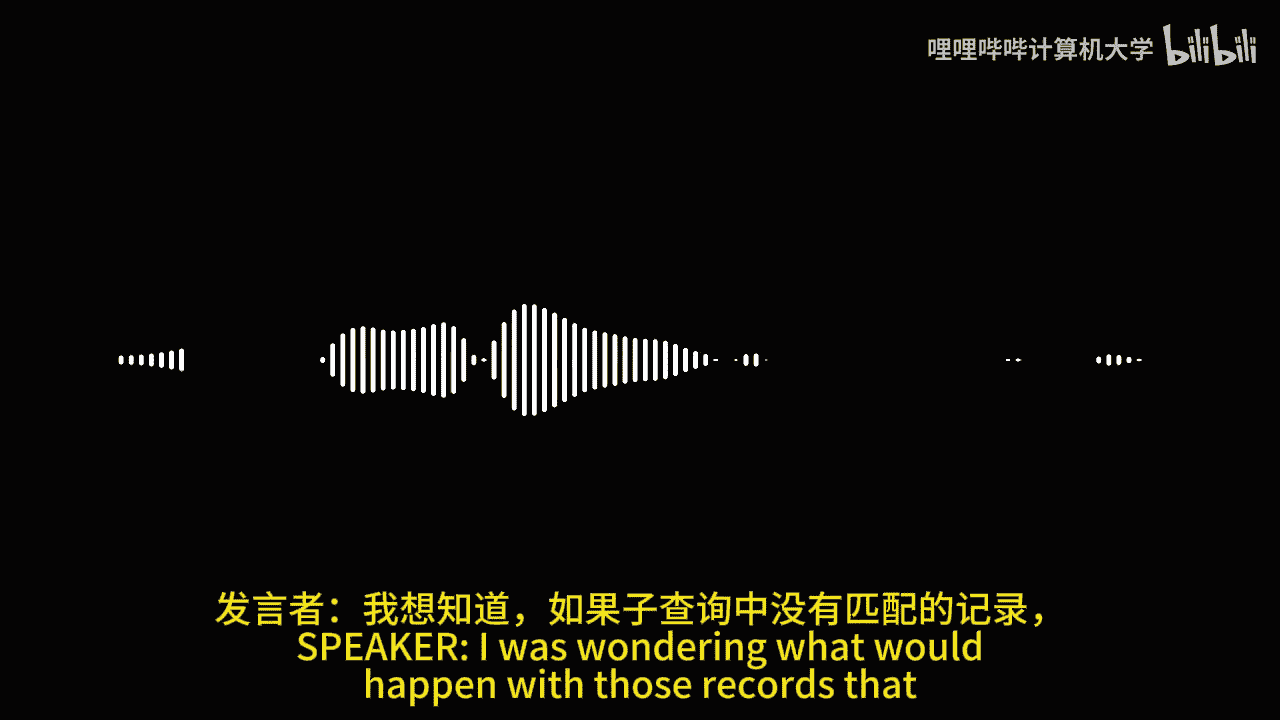 哩哩哔哔计算机大学 bilibili
发言者：我想知道，如果子查询中没有匹配的记录，
SPEAKER: I was wondering what would
happen with those records that